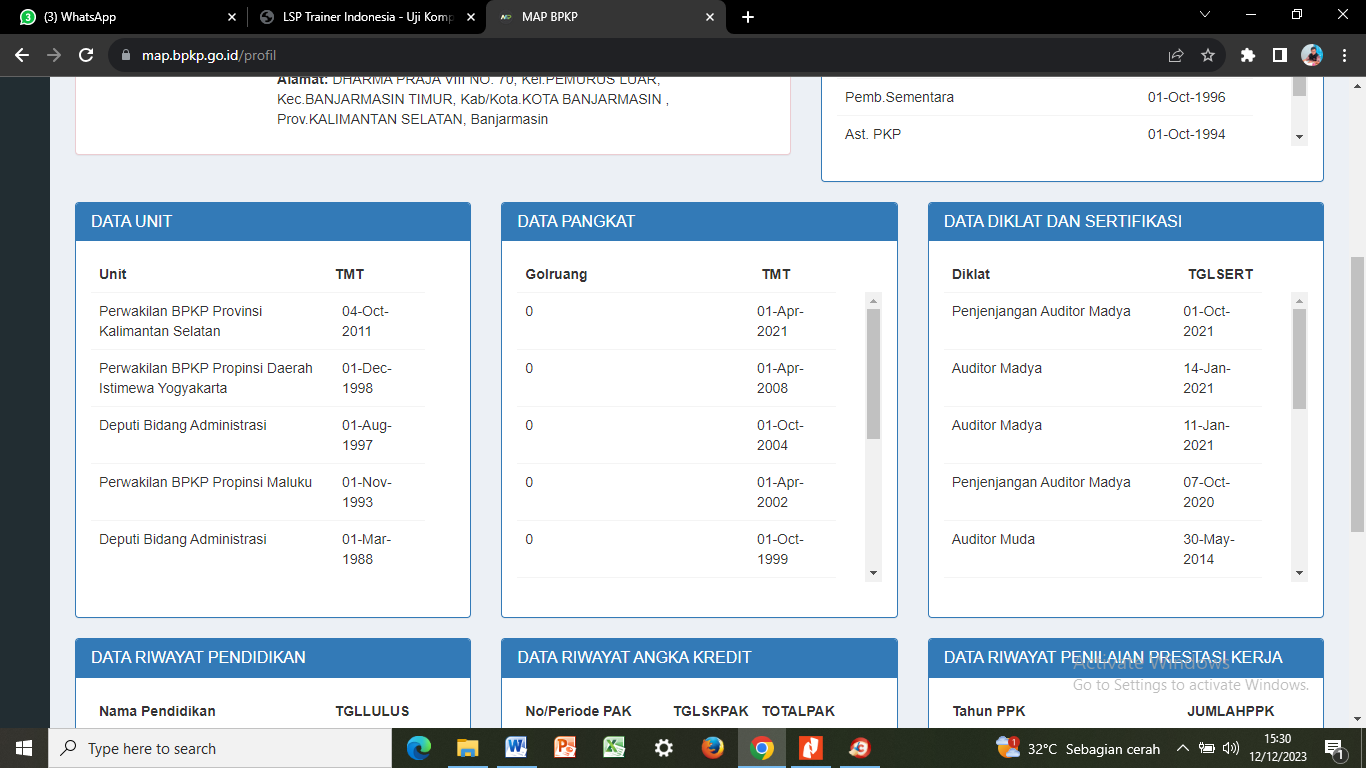 (3) WhatsApp
LSP Trainer Indonesia - Uji Komp
MAP BPKP
map.bpkp.go.id/profil
Alamat: DHARMA PRAJA VIII NO. 70, Kel.PEMURUS LUAR,
Kec.BANJARMASIN TIMUR, Kab/Kota.KOTA BANJARMASIN ,
Prov.KALIMANTAN SELATAN, Banjarmasin
Pemb.Sementara 01-Oct-1996
Ast. PKP 01-Oct-1994
DATA UNIT
Unit TMT
Perwakilan BPKP Provinsi 04-Oct-
Kalimantan Selatan 2011
Perwakilan BPKP Propinsi Daerah 01-Dec-
Istimewa Yogyakarta 1998
Deputi Bidang Administrasi 01-Aug-
1997
Perwakilan BPKP Propinsi Maluku 01-Nov-
1993
Deputi Bidang Administrasi 01-Mar-
1988
DATA PANGKAT
Golruang TMT
0 01-Apr-
2021
0 01-Apr-
2008
0 01-Oct-
2004
0 01-Apr-
2002
0 01-Oct-
1999
DATA DIKLAT DAN SERTIFIKASI
Diklat TGLSERT
Penjenjangan Auditor Madya 01-Oct-
2021
Auditor Madya 14-Jan-
2021
Auditor Madya 11-Jan-
2021
Penjenjangan Auditor Madya 07-Oct-
2020
Auditor Muda 30-May-
2014
DATA RIWAYAT PENDIDIKAN
Nama Pendidikan TGLLULUS
DATA RIWAYAT ANGKA KREDIT
No/Periode PAK TGLSKPAK TOTALPAK
DATA RIWAYAT PENILAIAN PRESTASI KERJA
Tahun PPK JUMLAHPPK
Activate Windows
Go to Settings to activate Windows.
Type here to search
32°C Sebagian cerah
15:30
12/12/2023